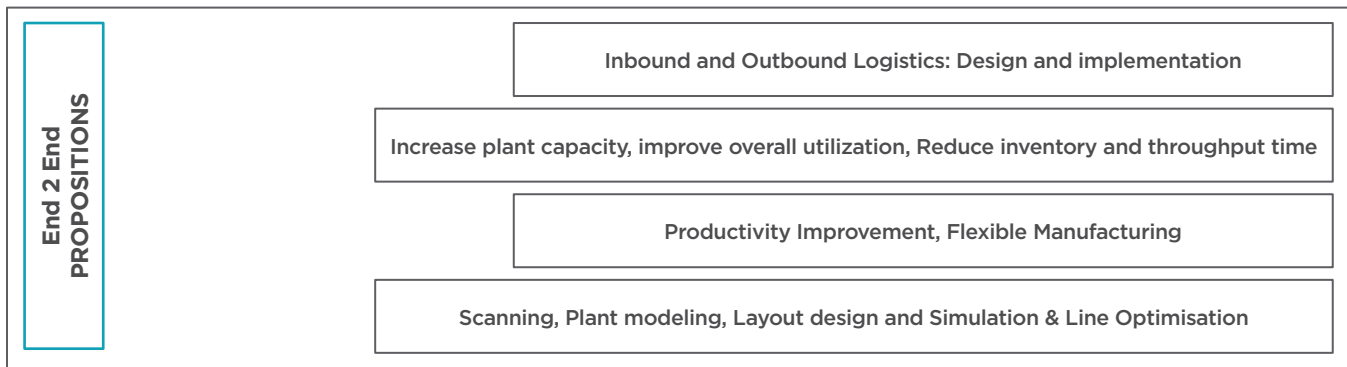 End 2 End
PROPOSITIONS
Inbound and Outbound Logistics: Design and implementation
Increase plant capacity, improve overall utilization, Reduce inventory and throughput time
Productivity Improvement, Flexible Manufacturing
Scanning, Plant modeling, Layout design and Simulation & Line Optimisation